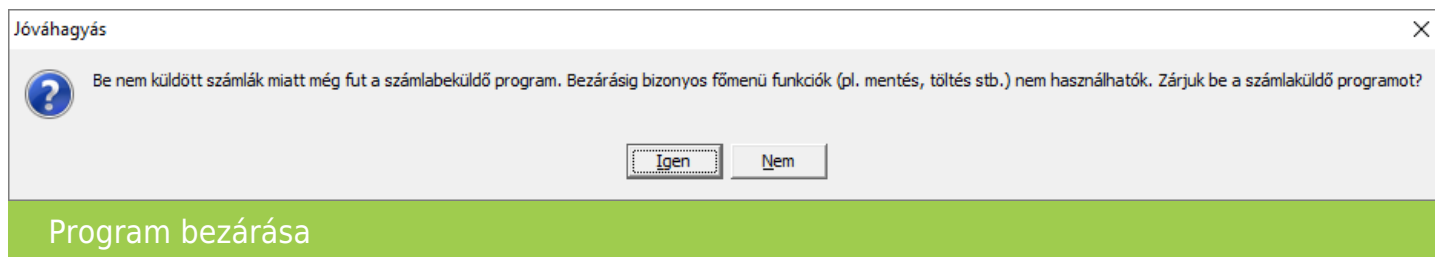 Jóváhagyás
Be nem küldött számlák miatt még fut a számlabeküldő program. Bezárásig bizonyos főmenü funkciók (pl. mentés, töltés stb.) nem használhatók. Zárjuk be a számlaküldő programot?
Igen Nem
Program bezárása